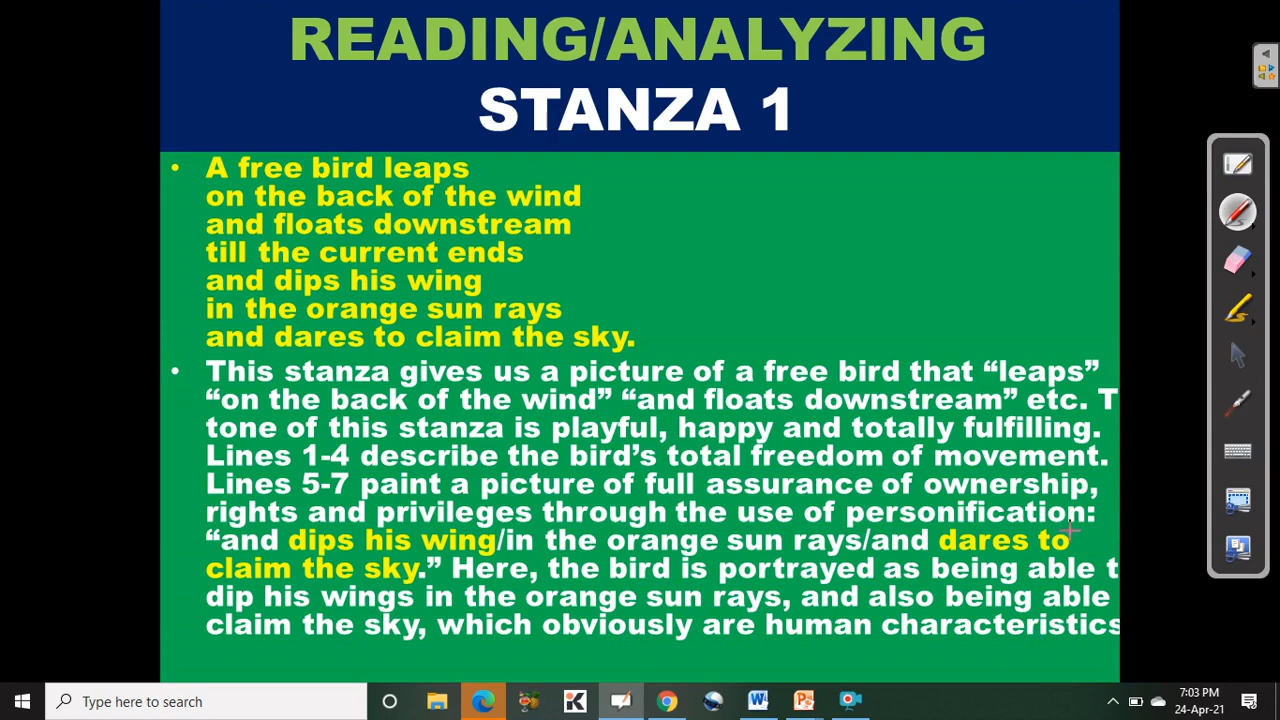 READING/ANALYZING
STANZA 1
• A free bird leaps
on the back of the wind
and floats downstream
till the current ends
and dips his wing
in the orange sun rays
and dares to claim the sky.
• This stanza gives us a picture of a free bird that “leaps”
“on the back of the wind” “and floats downstream” etc. T
tone of this stanza is playful, happy and totally fulfilling.
Lines 1-4 describe the bird’s total freedom of movement.
Lines 5-7 paint a picture of full assurance of ownership,
rights and privileges through the use of personification:
“and dips his wing/in the orange sun rays/and dares to
claim the sky.” Here, the bird is portrayed as being able t
dip his wings in the orange sun rays, and also being able
claim the sky, which obviously are human characteristics
Type here to search
7:03 PM
24-Apr-21